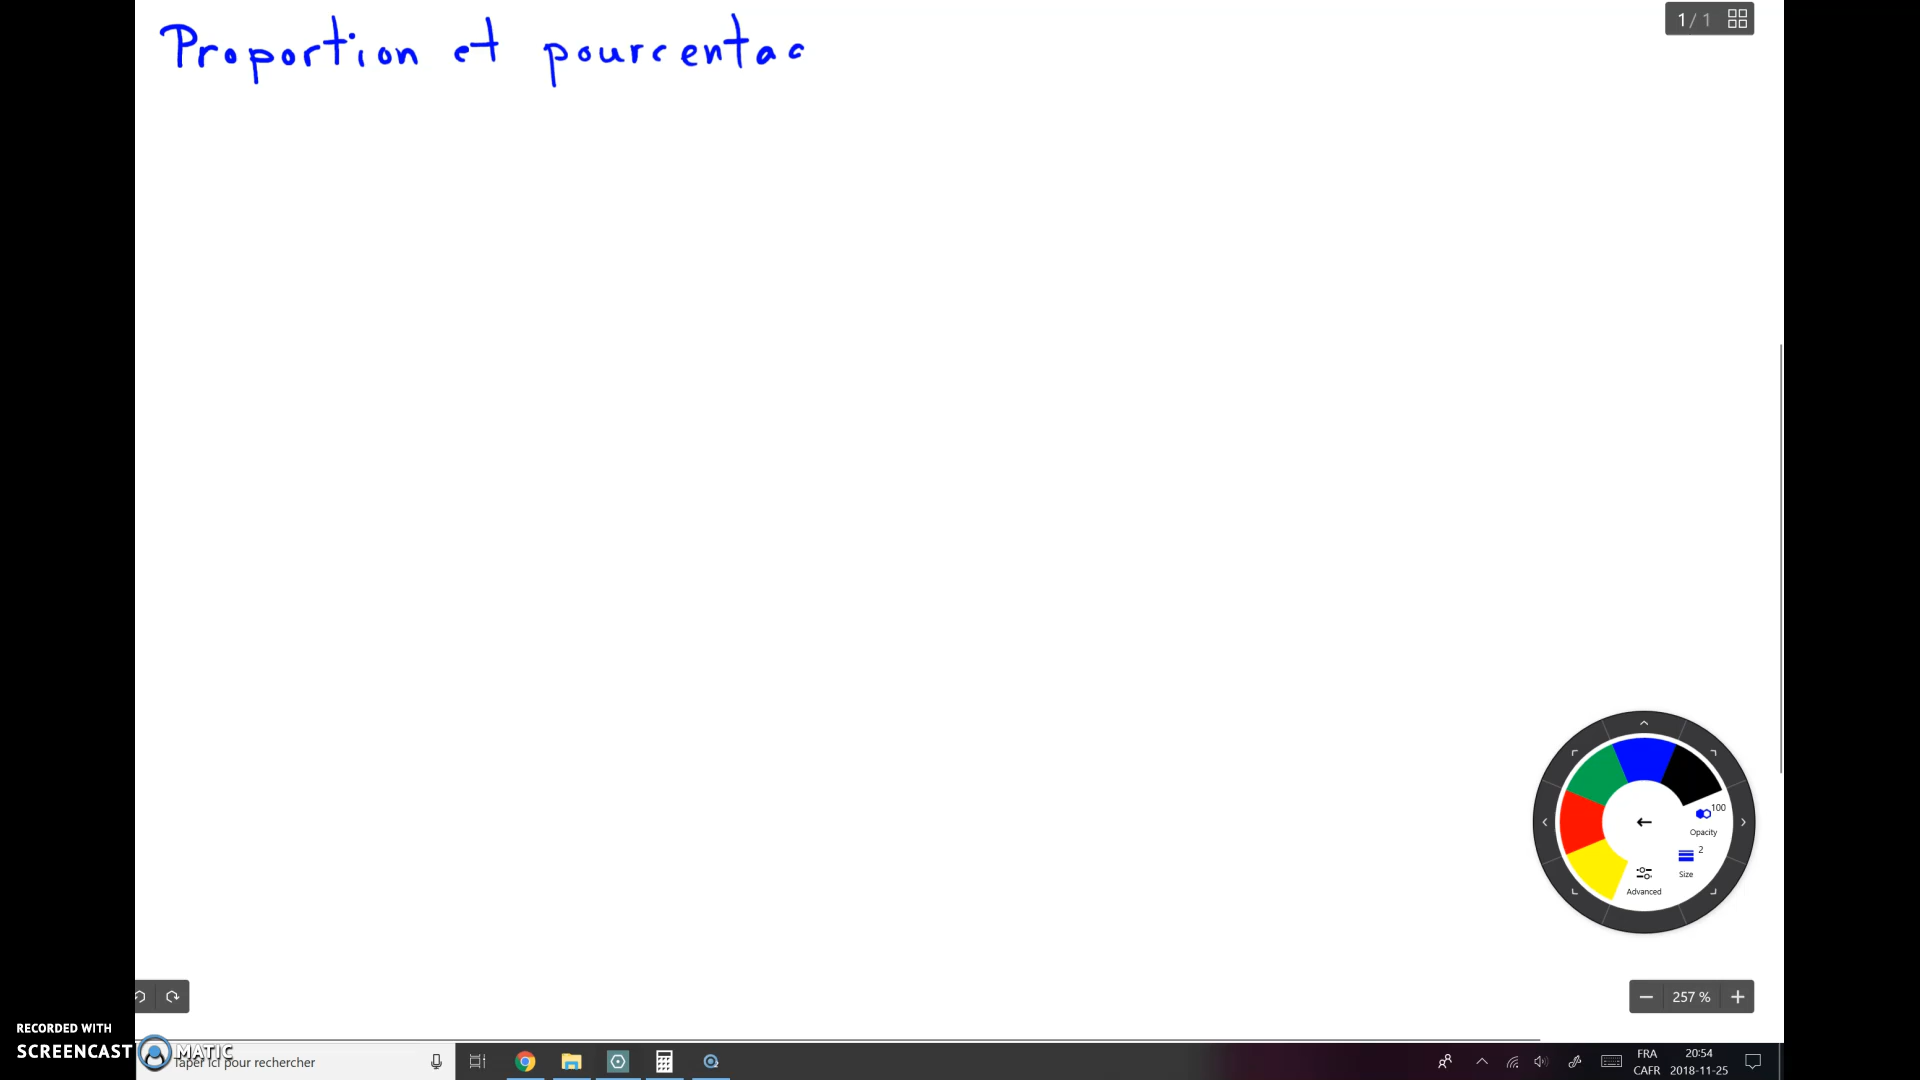 Proportion et pourcentac
1 / 1
100
Opacity
2
Size
Advanced
257 %
RECORDED WITH
SCREENCAST MATIC
Taper ici pour rechercher
FRA
CAFR
20:54
2018-11-25